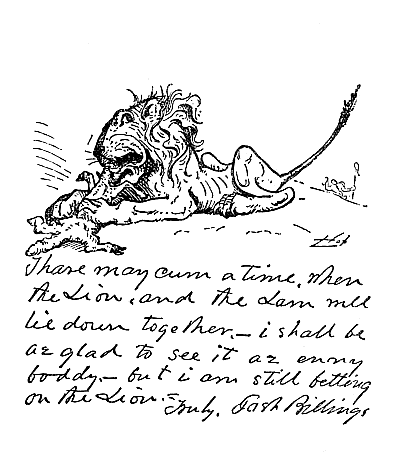 Thare may cum a time, when
the Lion, and the Lam will
lie down together,— i shall be
az glad to see it az enny
boddy,— but i am still betting
on the Lion.— Truly, Josh Billings